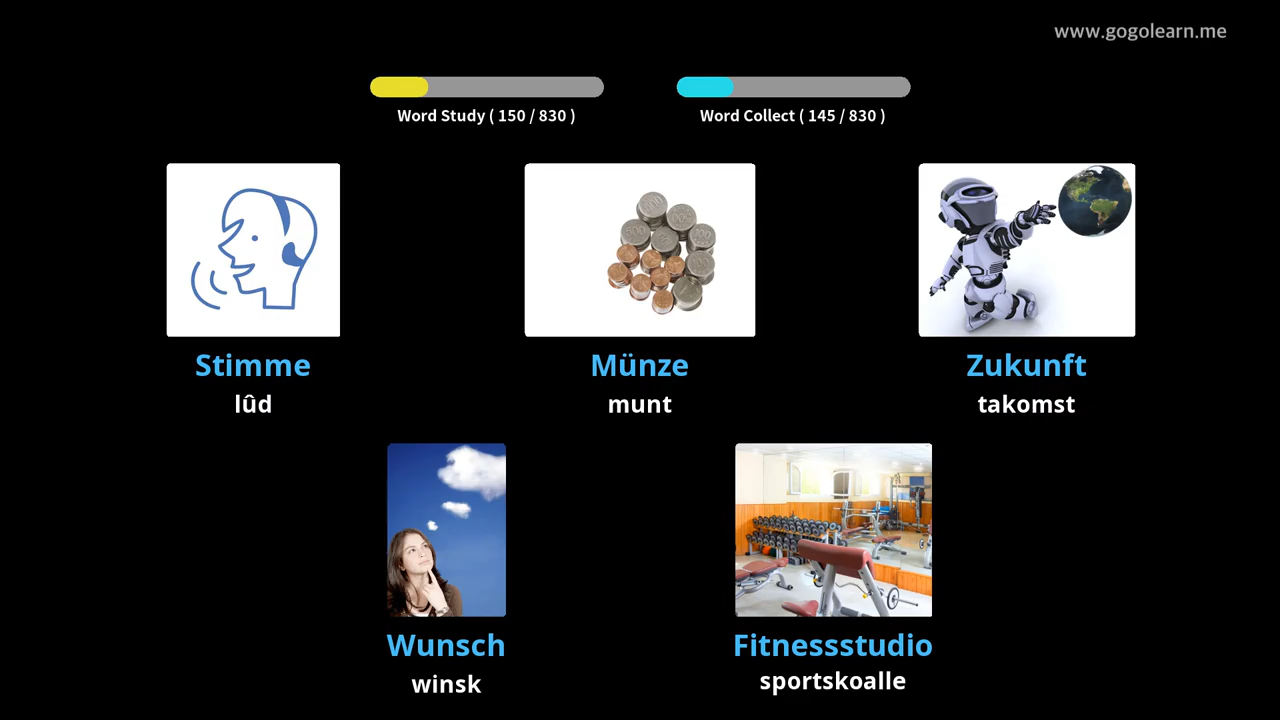 www.gogolearn.me
Word Study ( 150 / 830 )
Word Collect ( 145 / 830 )
Stimme
lûd
Münze
munt
Zukunft
takomst
Wunsch
winsk
Fitnessstudio
sportskoalle